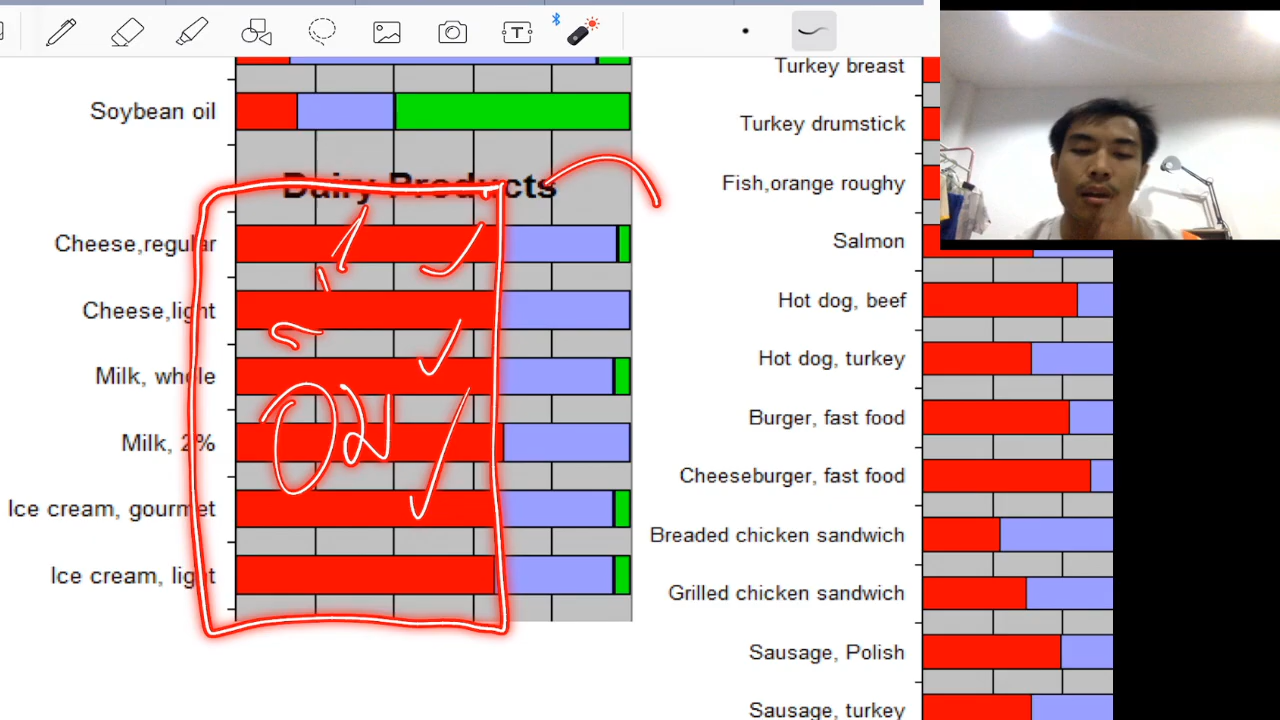 Soybean oil
Dairy Products
Cheese,regular
Cheese,light
Milk, whole
Milk, 2%
Ice cream, gourmet
Ice cream, light
Turkey breast
Turkey drumstick
Fish,orange roughy
Salmon
Hot dog, beef
Hot dog, turkey
Burger, fast food
Cheeseburger, fast food
Breaded chicken sandwich
Grilled chicken sandwich
Sausage, Polish
Sausage, turkey